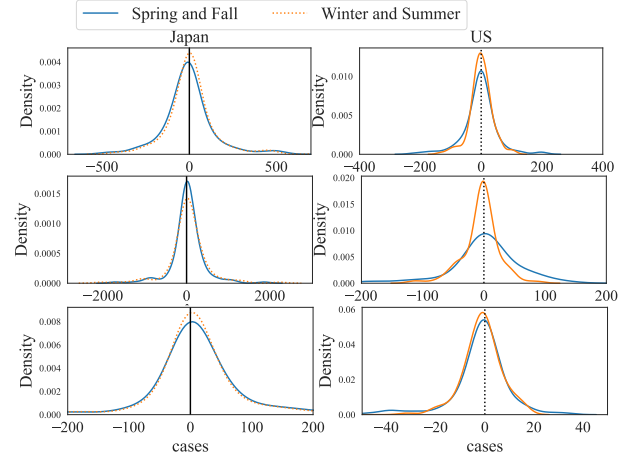 Spring and Fall Winter and Summer
Japan US
Density
0.004
0.003
0.002
0.001
0.000
−500 0 500
Density
0.010
0.005
0.000
−400 −200 0 200 400
Density
0.0015
0.0010
0.0005
0.0000
−2000 0 2000
Density
0.020
0.015
0.010
0.005
0.00
−200 −100 0 100 200
Density
0.008
0.006
0.004
0.002
0.000
−200 −100 0 100 200
cases
Density
0.06
0.04
0.02
0.00
−40 −20 0 20 40
cases